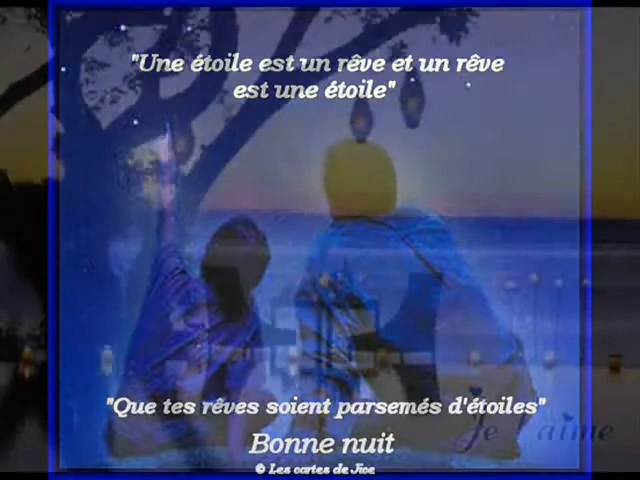 "Une étoile est un rêve et un rêve
est une étoile"
"Que tes rêves soient parsemés d'étoiles"
Je t'aime
Bonne nuit
© Les cartes de Jice